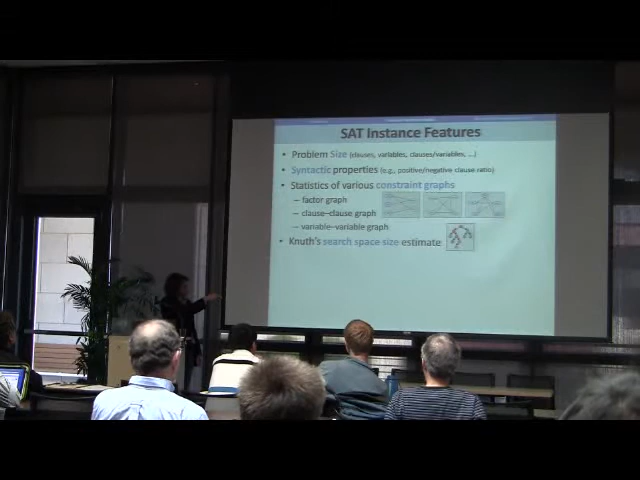 SAT Instance Features
• Problem Size (clauses, variables, clauses/variables, ...)
• Syntactic properties (e.g., positive/negative clause ratio)
• Statistics of various constraint graphs
– factor graph
– clause–clause graph
– variable–variable graph
• Knuth's search space size estimate